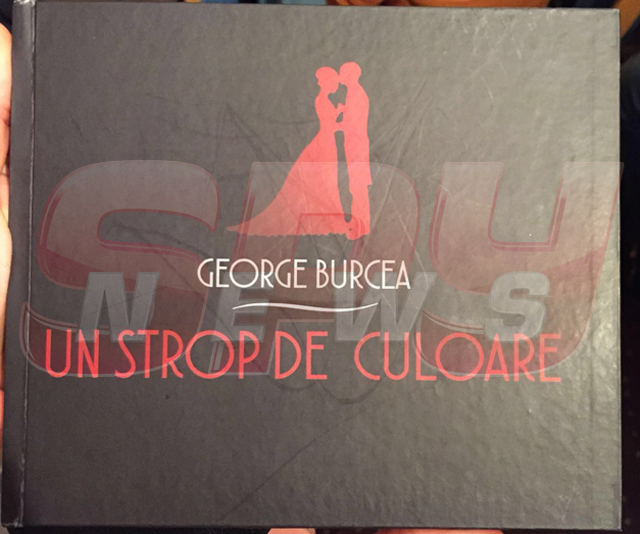 SPY
NEWS
GEORGE BURCEA
UN STROP DE CULOARE